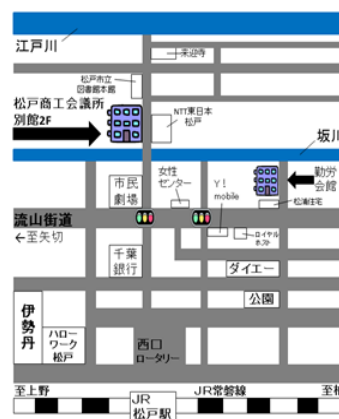 江戸川
来迎寺
松戸市立
図書館本館
松戸商工会議所
別館2F
NTT東日本
松戸
坂川
市民
劇場
女性
センター
Y!
mobile
勤労
会館
松浦住宅
流山街道
←至矢切
ロイヤル
ホスト
千葉
銀行
ダイエー
公園
伊勢丹
ハロー
ワーク
松戸
西口
ロータリー
至上野
JR
松戸駅
JR常磐線
至柏